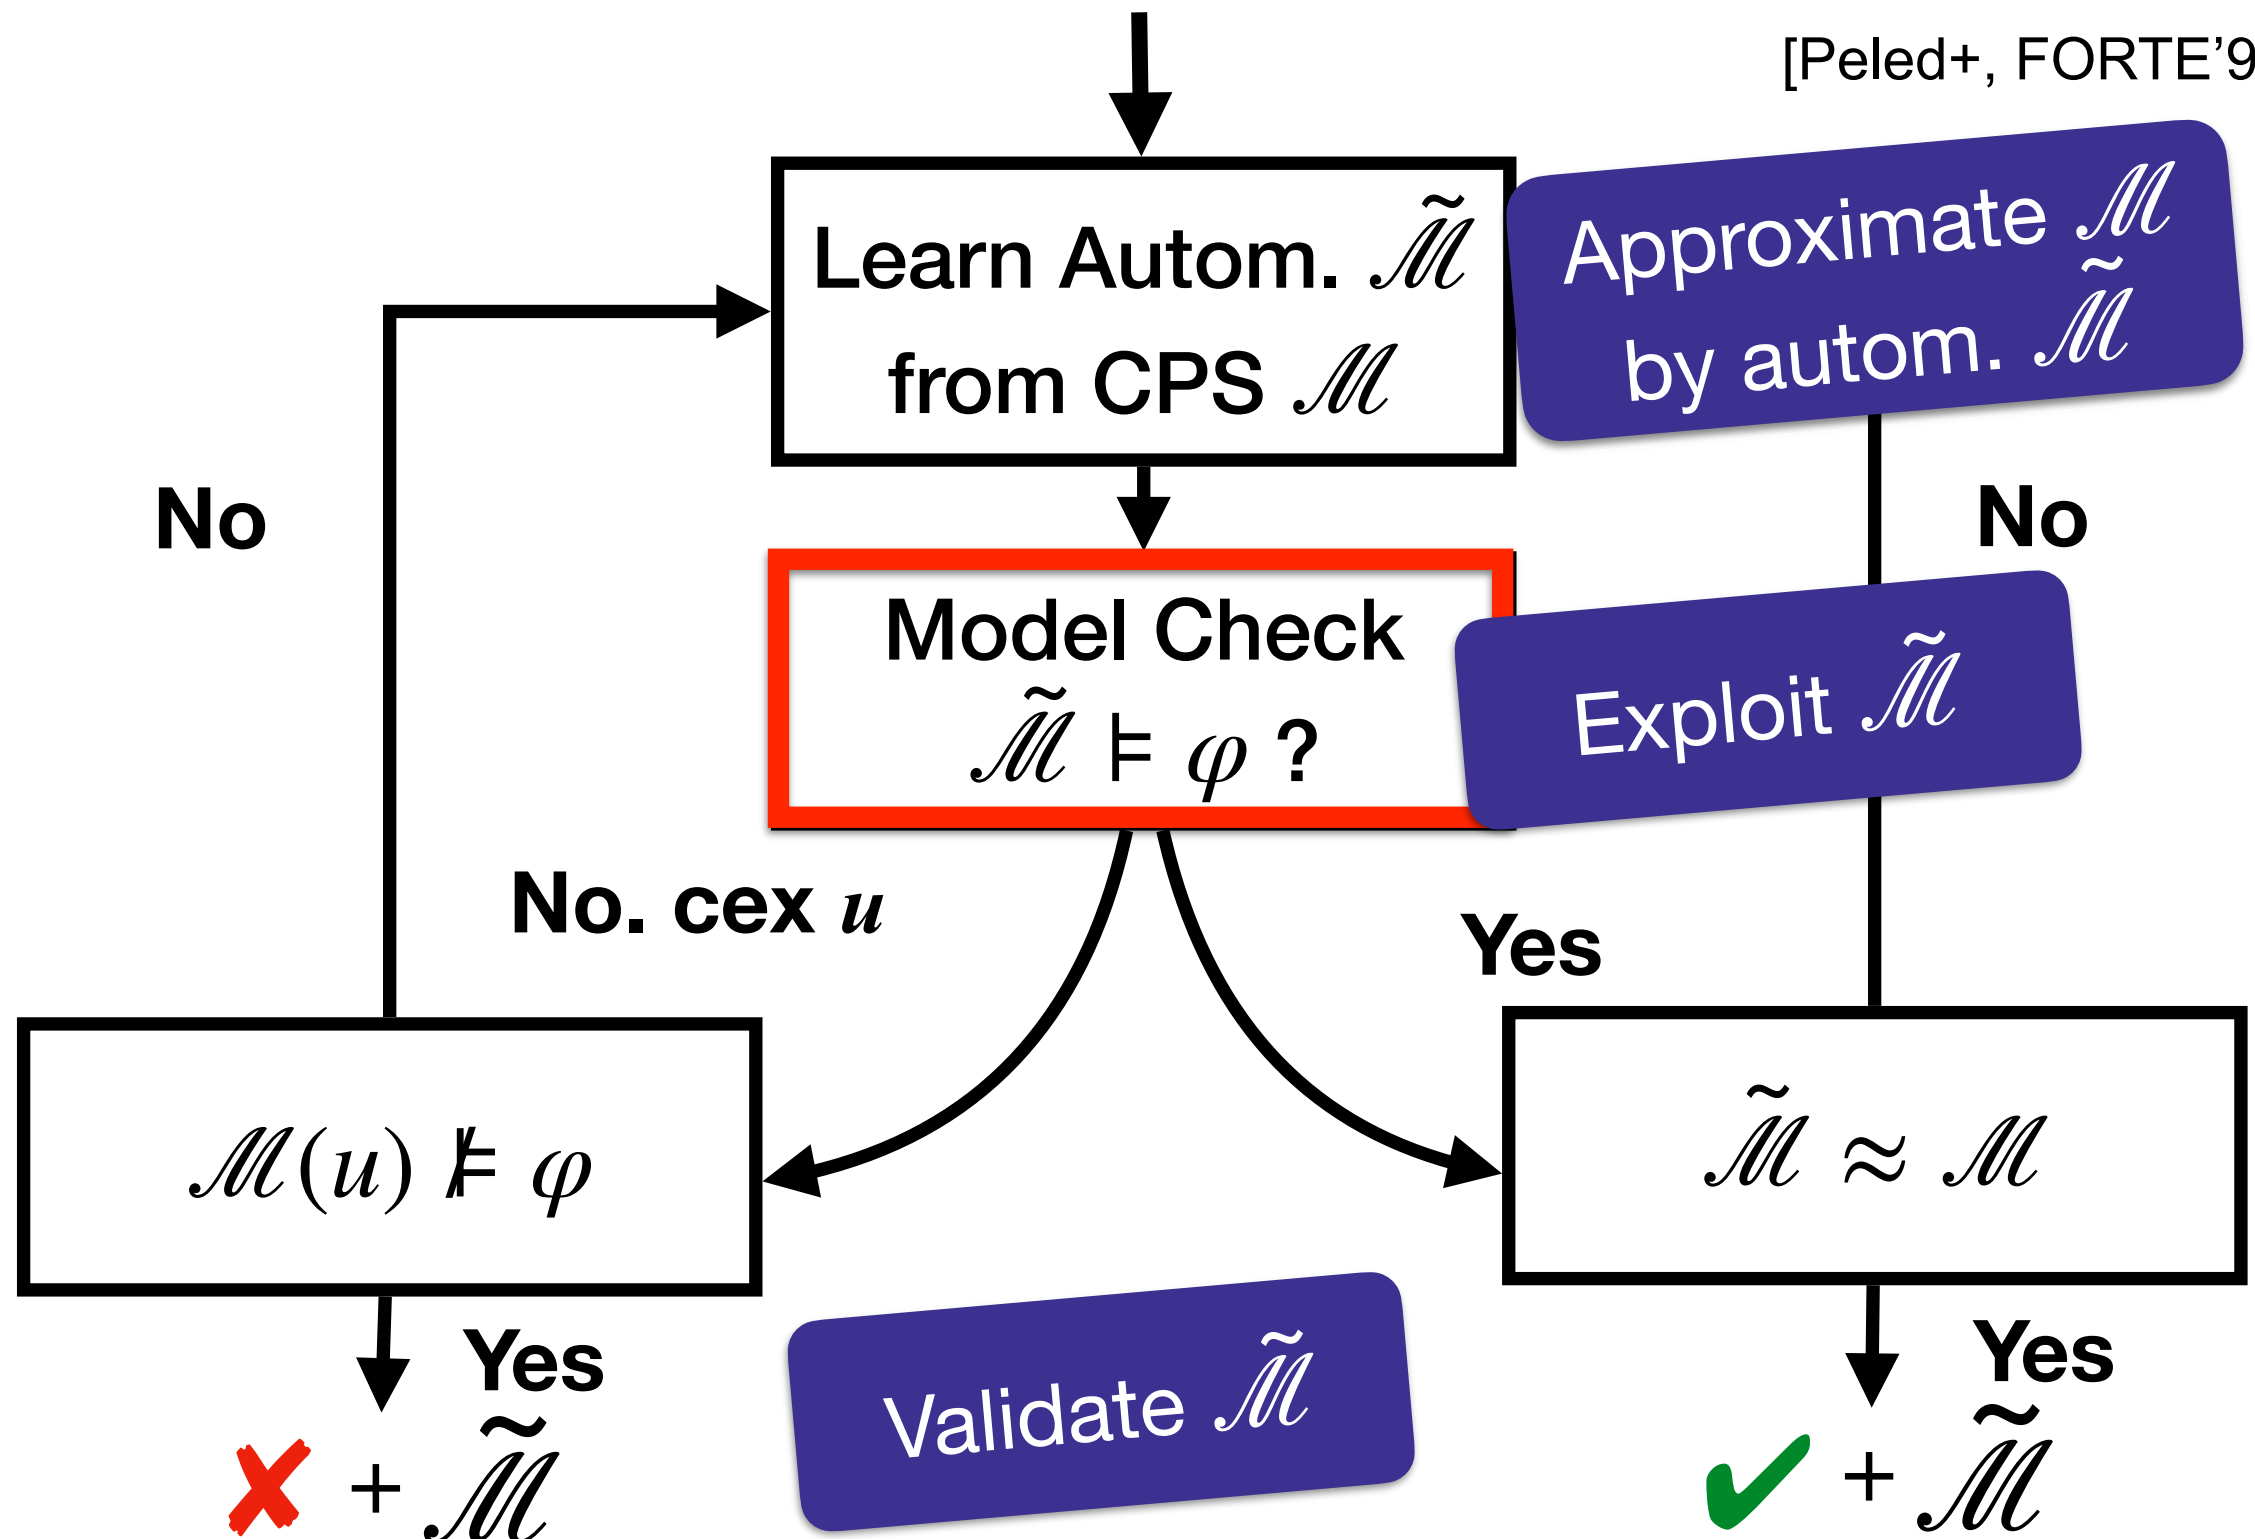 [Peled+, FORTE'9
Learn Autom. ℳ̃
from CPS ℳ
Approximate ℳ
by autom. ℳ̃
No
No
Model Check
ℳ̃ ⊨ φ ?
Exploit ℳ̃
No. cex u
Yes
ℳ(u) ⊭ φ
ℳ̃ ≈ ℳ
Validate ℳ̃
Yes
Yes
✘ + ℳ̃
✔ + ℳ̃